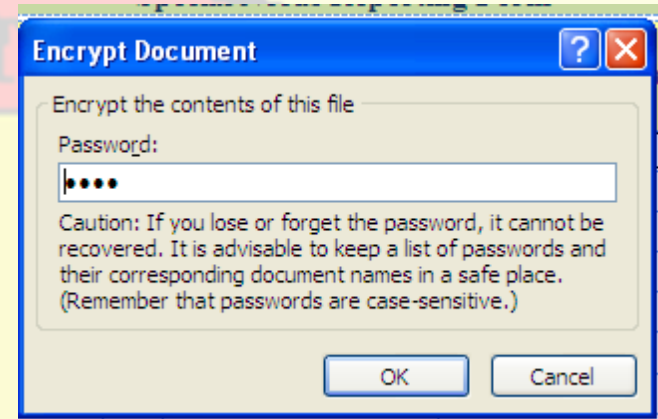 Encrypt Document
Encrypt the contents of this file
Password:
••••
Caution: If you lose or forget the password, it cannot be
recovered. It is advisable to keep a list of passwords and
their corresponding document names in a safe place.
(Remember that passwords are case-sensitive.)
OK Cancel